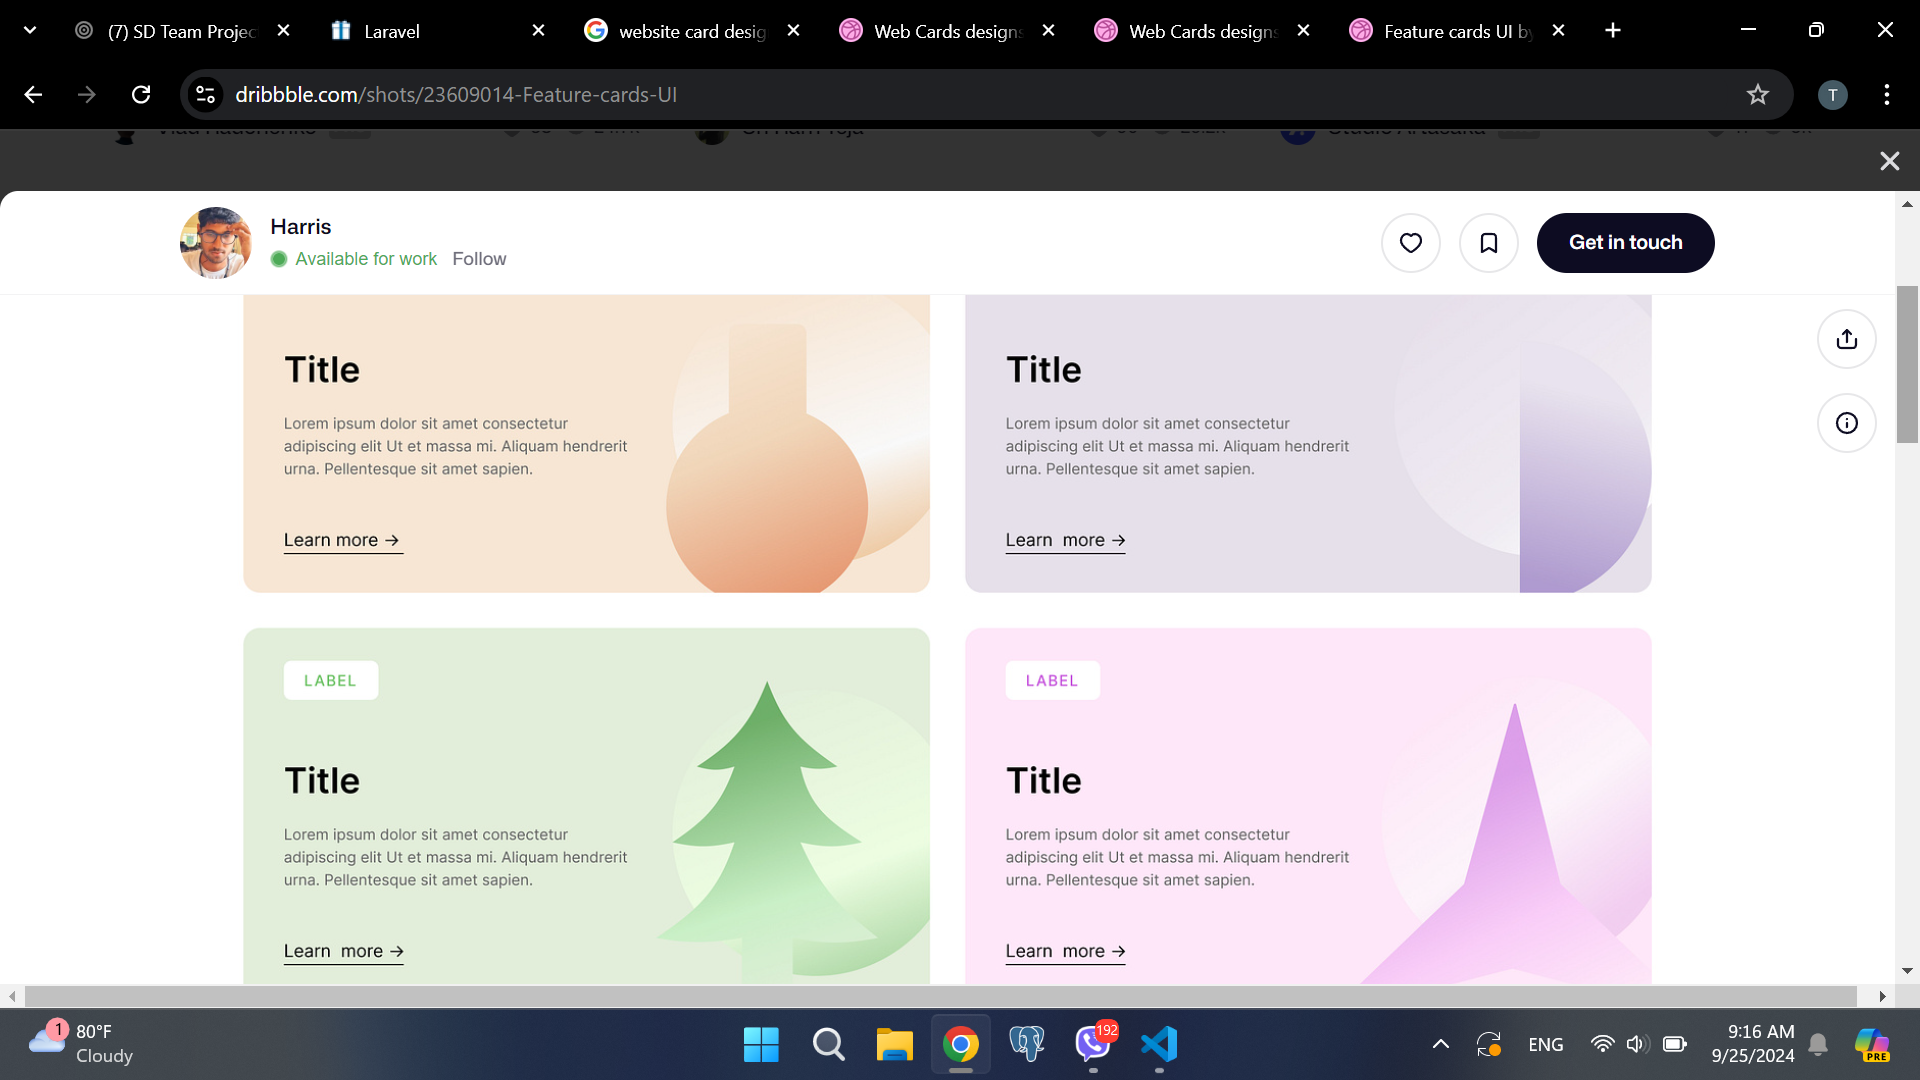 (7) SD Team Projec
Laravel
website card desig
Web Cards designs
Web Cards designs
Feature cards UI by
dribbble.com/shots/23609014-Feature-cards-UI
T
Harris
Available for work Follow
Get in touch
Title
Lorem ipsum dolor sit amet consectetur
adipiscing elit Ut et massa mi. Aliquam hendrerit
urna. Pellentesque sit amet sapien.
Learn more →
Title
Lorem ipsum dolor sit amet consectetur
adipiscing elit Ut et massa mi. Aliquam hendrerit
urna. Pellentesque sit amet sapien.
Learn more →
LABEL
Title
Lorem ipsum dolor sit amet consectetur
adipiscing elit Ut et massa mi. Aliquam hendrerit
urna. Pellentesque sit amet sapien.
Learn more →
LABEL
Title
Lorem ipsum dolor sit amet consectetur
adipiscing elit Ut et massa mi. Aliquam hendrerit
urna. Pellentesque sit amet sapien.
Learn more →
1
80°F
Cloudy
192
ENG
9:16 AM
9/25/2024
PRE